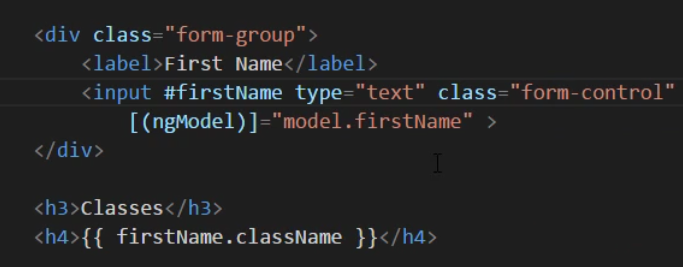 <div class="form-group">
<label>First Name</label>
<input #firstName type="text" class="form-control"
[(ngModel)]="model.firstName" >
</div>
<h3>Classes</h3>
<h4>{{ firstName.className }}</h4>